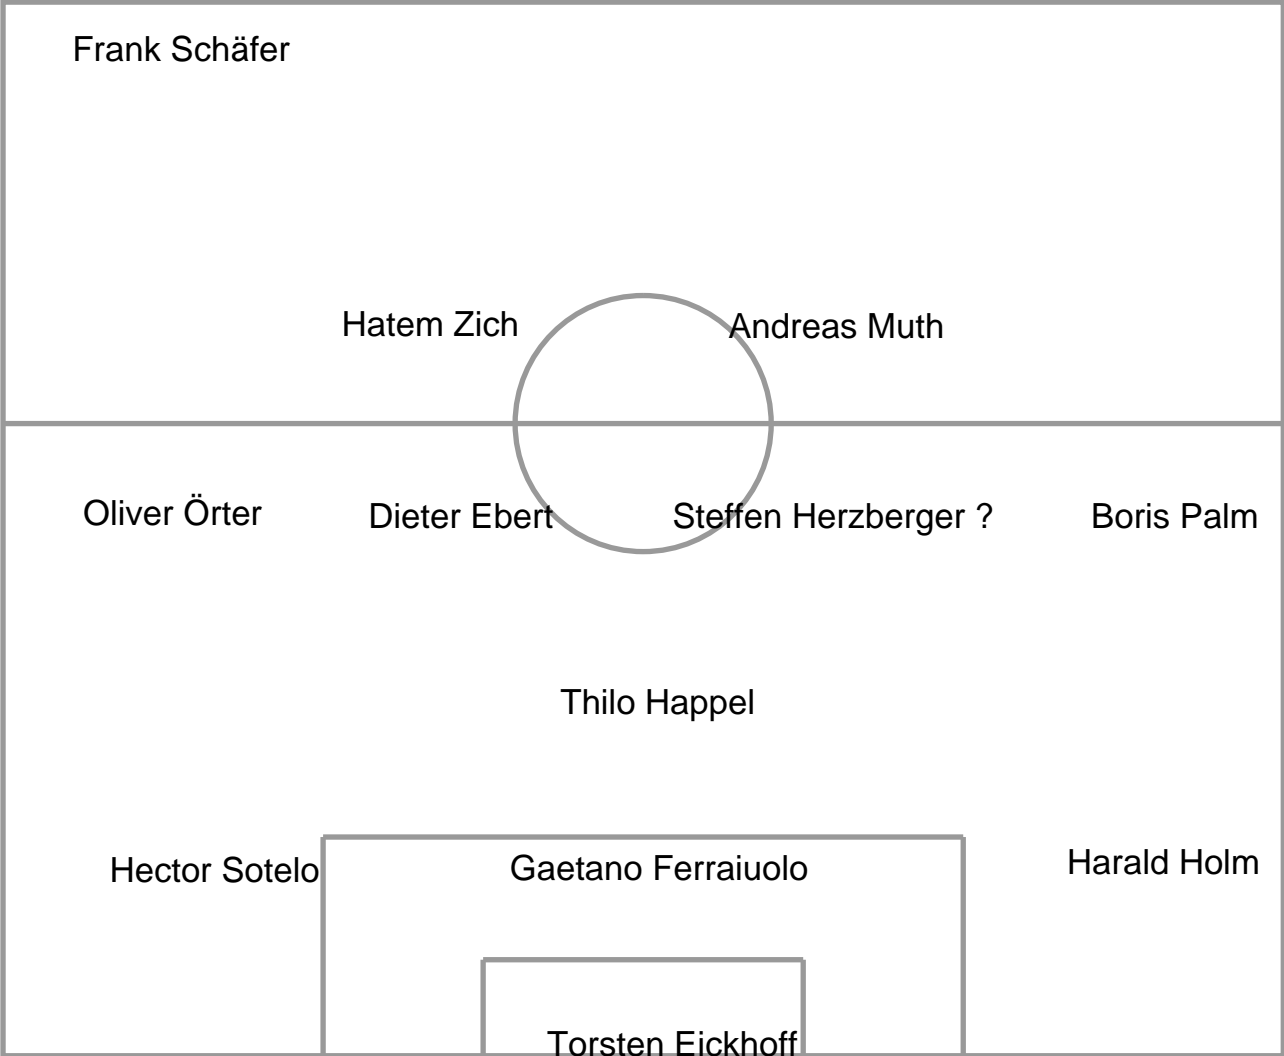 Frank Schäfer
Hatem Zich
Andreas Muth
Oliver Örter
Dieter Ebert
Steffen Herzberger ?
Boris Palm
Thilo Happel
Hector Sotelo
Gaetano Ferraiuolo
Harald Holm
Torsten Eickhoff